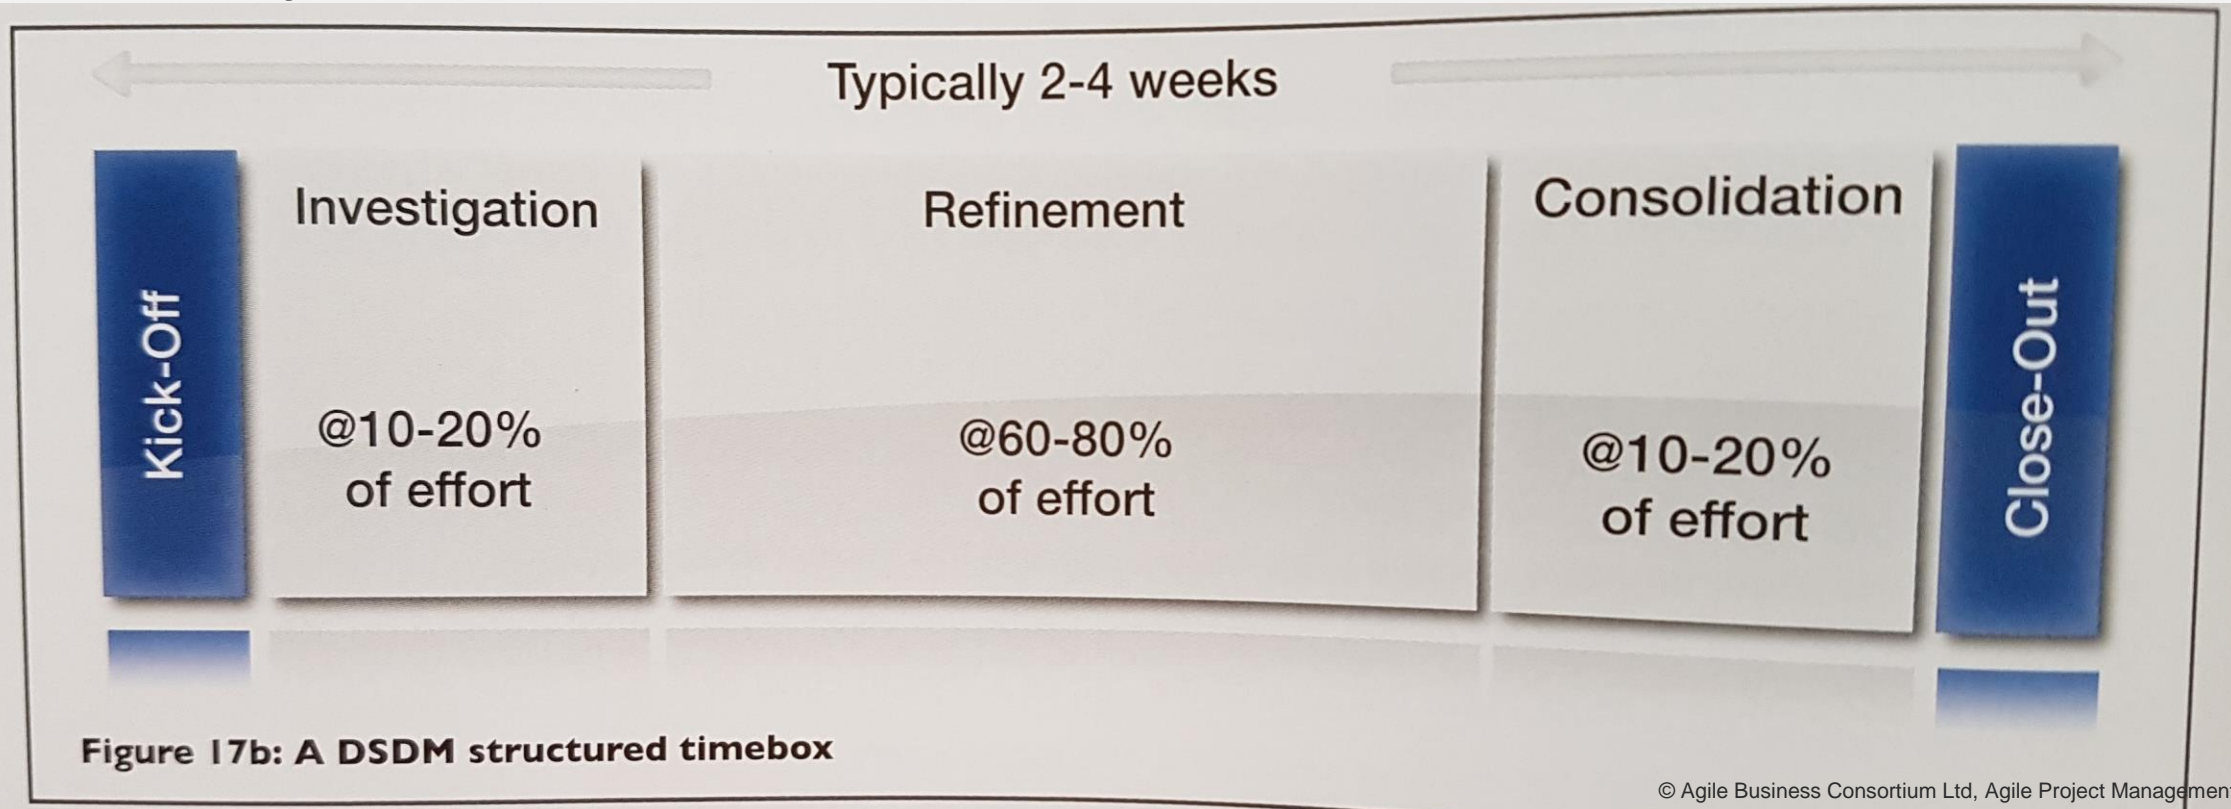 Typically 2-4 weeks
Kick-Off
Investigation
@10-20%
of effort
Refinement
@60-80%
of effort
Consolidation
@10-20%
of effort
Close-Out
Figure 17b: A DSDM structured timebox
© Agile Business Consortium Ltd, Agile Project Managemen